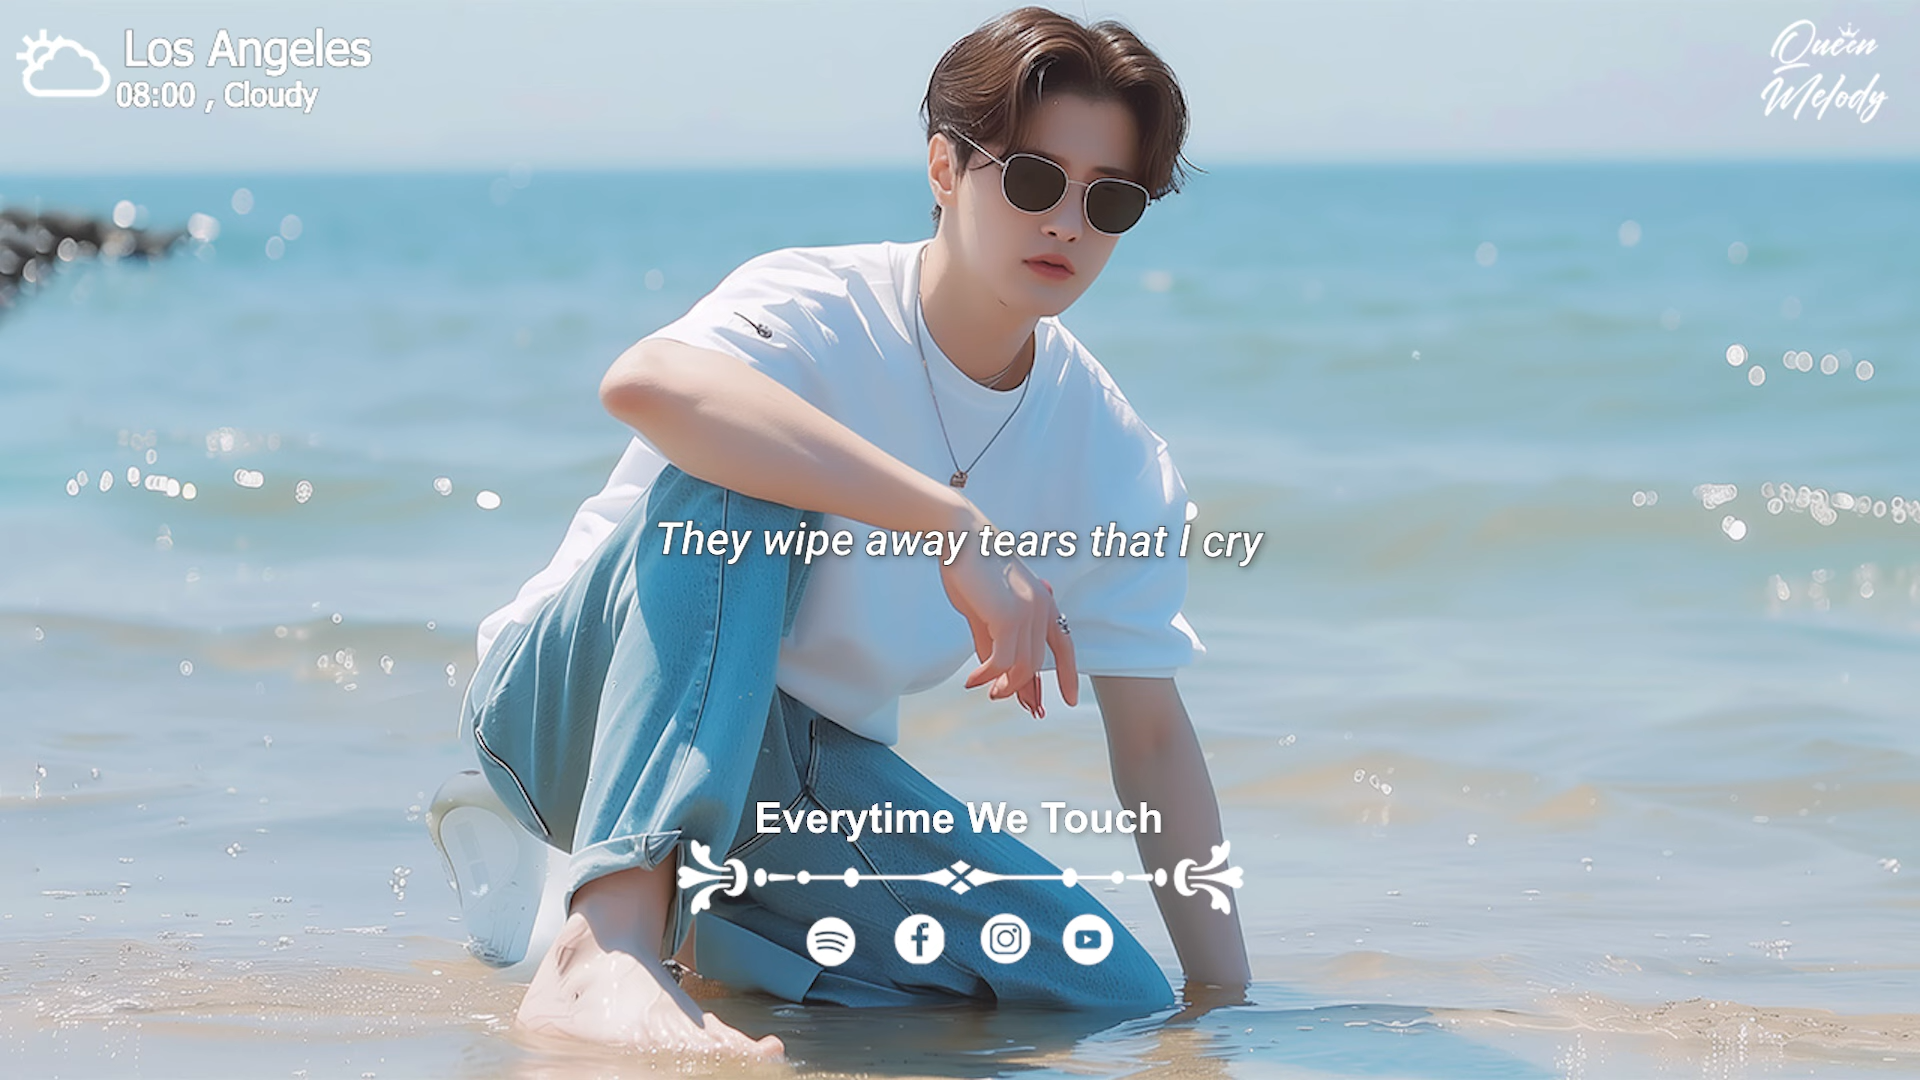 Los Angeles
08:00 , Cloudy
Queen
Melody
They wipe away tears that I cry
Everytime We Touch